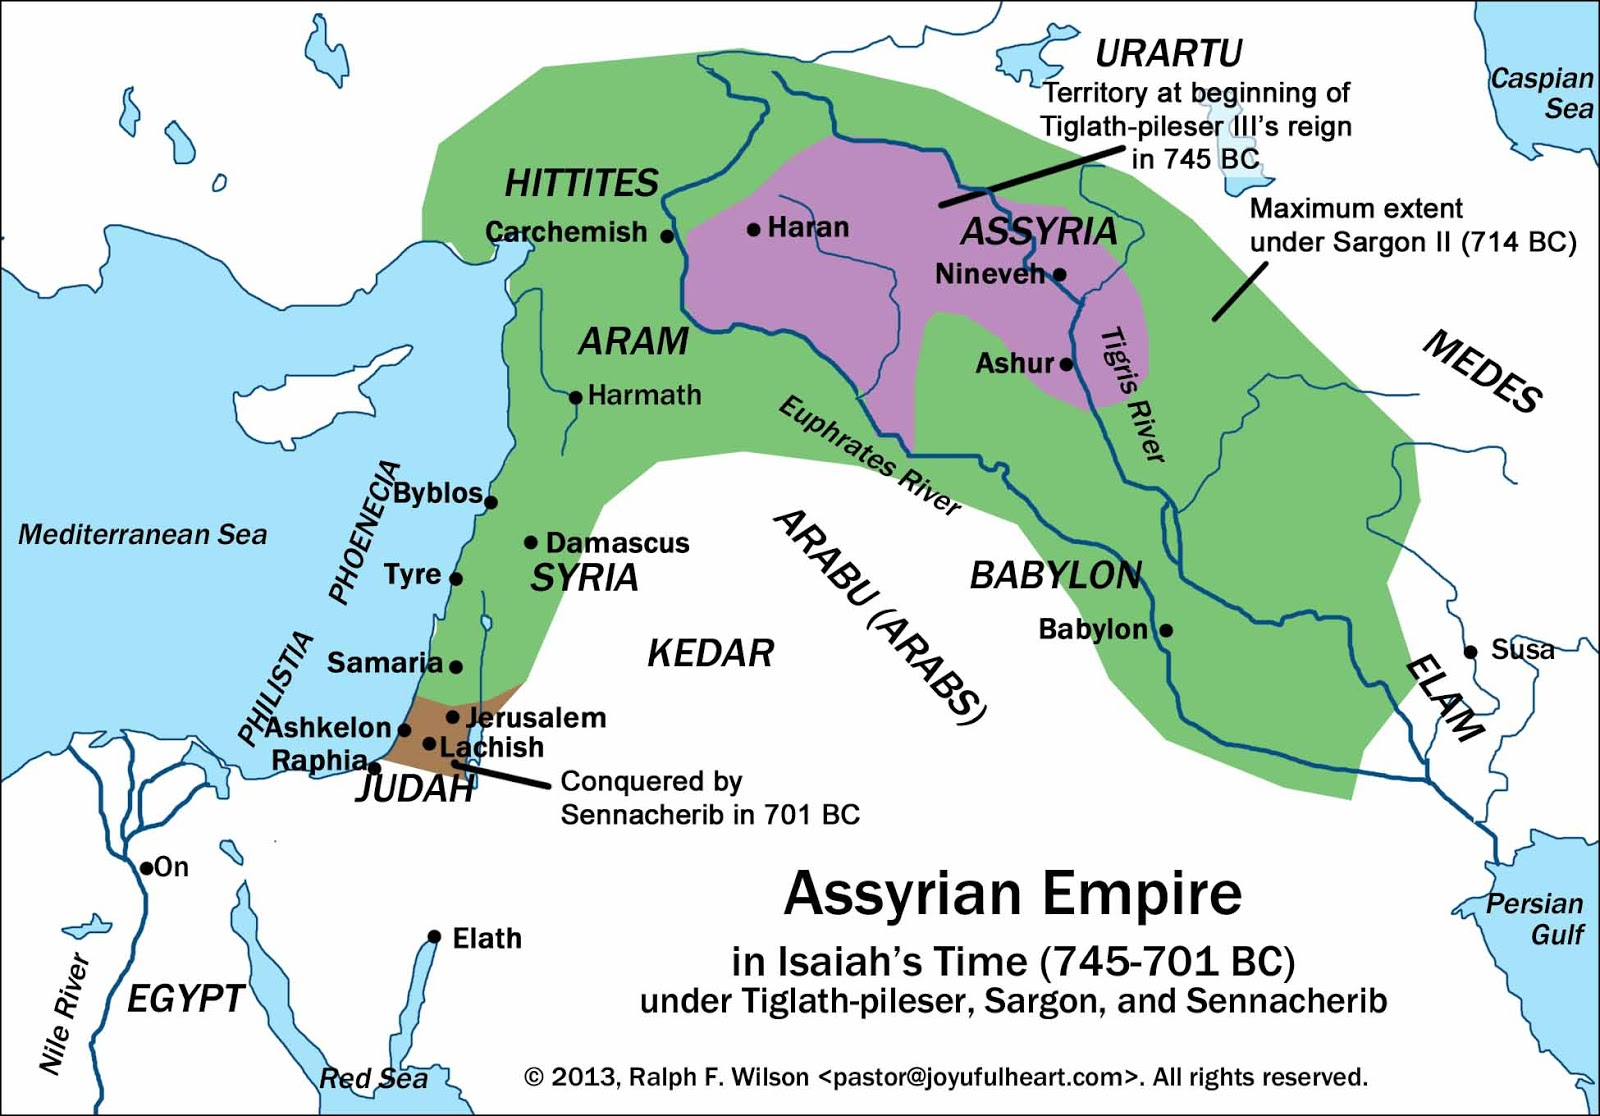 URARTU
Territory at beginning of
Tiglath-pileser III's reign
in 745 BC
Caspian
Sea
HITTITES
Carchemish
Haran
ASSYRIA
Nineveh
Maximum extent
under Sargon II (714 BC)
ARAM
Harmath
Ashur
Tigris River
MEDES
Euphrates River
PHOENECIA
Byblos
Mediterranean Sea
Damascus
SYRIA
Tyre
ARABU (ARABS)
BABYLON
Babylon
KEDAR
Samaria
PHILISTIA
ELAM
Susa
Ashkelon
Jerusalem
Raphia
Lachish
JUDAH
Conquered by
Sennacherib in 701 BC
On
Elath
Nile River
EGYPT
Red Sea
Persian
Gulf
Assyrian Empire
in Isaiah's Time (745-701 BC)
under Tiglath-pileser, Sargon, and Sennacherib
© 2013, Ralph F. Wilson <pastor@joyufulheart.com>. All rights reserved.